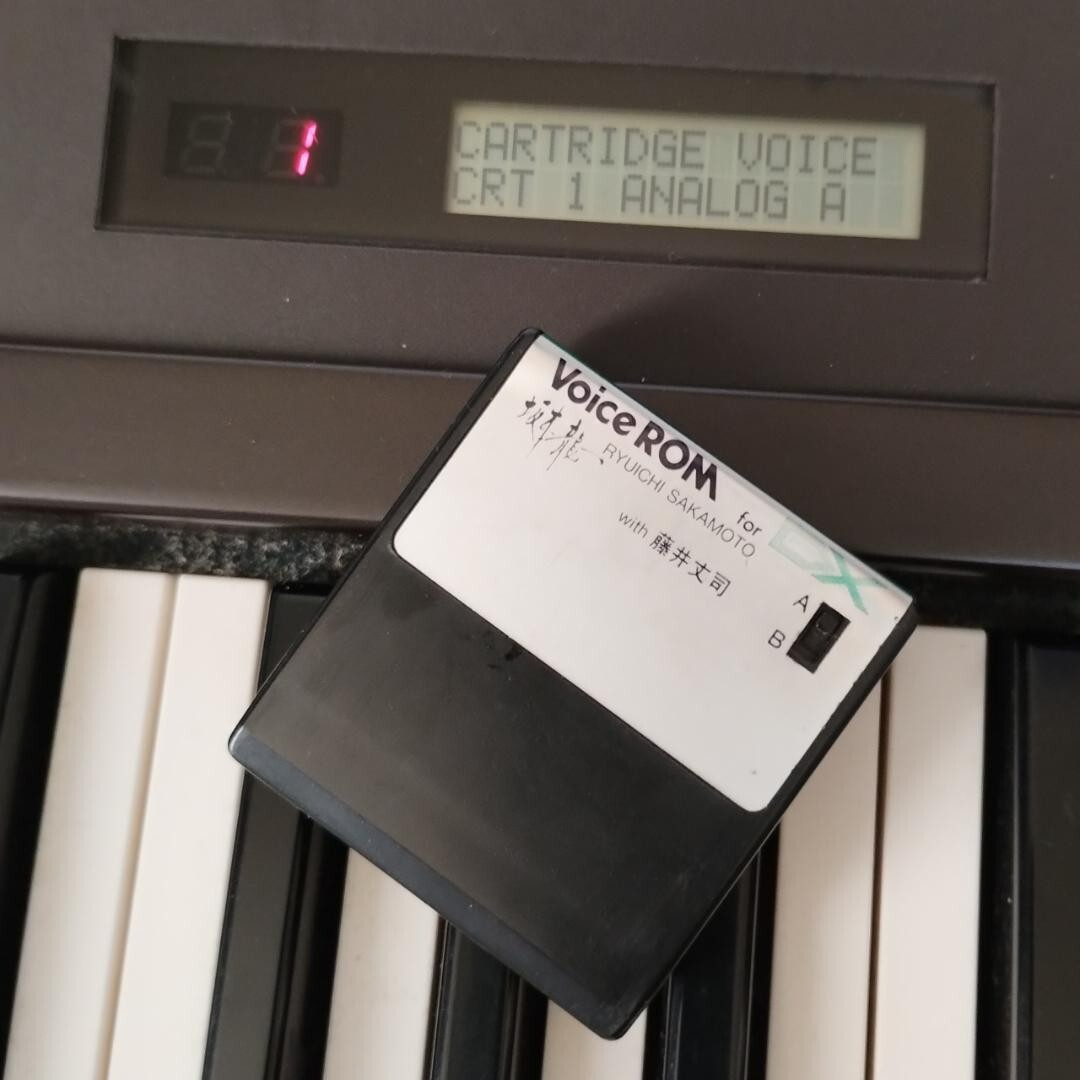 1
CARTRIDGE VOICE
CRT 1 ANALOG A
Voice ROM for DX
坂本龍一 RYUICHI SAKAMOTO
with 藤井丈司
A
B